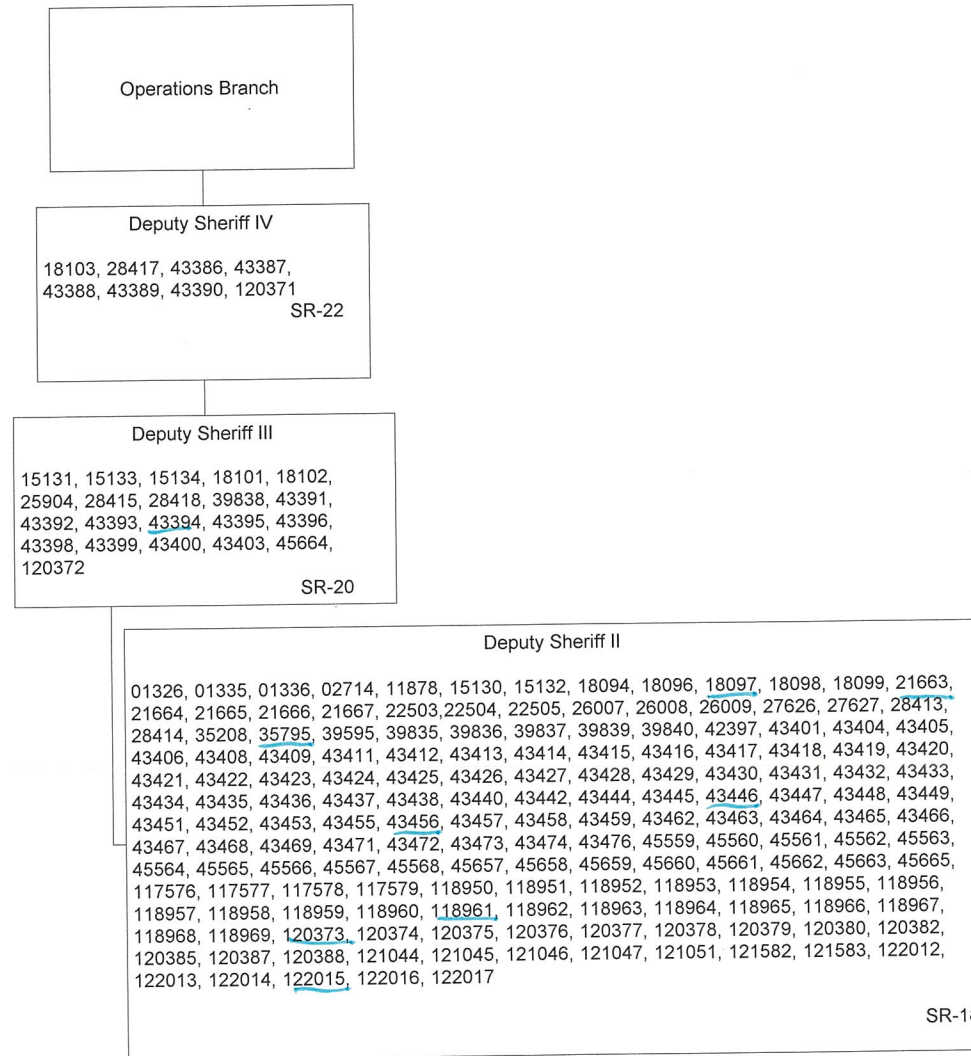 Operations Branch
Deputy Sheriff IV
18103, 28417, 43386, 43387,
43388, 43389, 43390, 120371
SR-22
Deputy Sheriff III
15131, 15133, 15134, 18101, 18102,
25904, 28415, 28418, 39838, 43391,
43392, 43393, 43394, 43395, 43396,
43398, 43399, 43400, 43403, 45664,
120372
SR-20
Deputy Sheriff II
01326, 01335, 01336, 02714, 11878, 15130, 15132, 18094, 18096, 18097, 18098, 18099, 21663,
21664, 21665, 21666, 21667, 22503,22504, 22505, 26007, 26008, 26009, 27626, 27627, 28413,
28414, 35208, 35795, 39595, 39835, 39836, 39837, 39839, 39840, 42397, 43401, 43404, 43405,
43406, 43408, 43409, 43411, 43412, 43413, 43414, 43415, 43416, 43417, 43418, 43419, 43420,
43421, 43422, 43423, 43424, 43425, 43426, 43427, 43428, 43429, 43430, 43431, 43432, 43433,
43434, 43435, 43436, 43437, 43438, 43440, 43442, 43444, 43445, 43446, 43447, 43448, 43449,
43451, 43452, 43453, 43455, 43456, 43457, 43458, 43459, 43462, 43463, 43464, 43465, 43466,
43467, 43468, 43469, 43471, 43472, 43473, 43474, 43476, 45559, 45560, 45561, 45562, 45563,
45564, 45565, 45566, 45567, 45568, 45657, 45658, 45659, 45660, 45661, 45662, 45663, 45665,
117576, 117577, 117578, 117579, 118950, 118951, 118952, 118953, 118954, 118955, 118956,
118957, 118958, 118959, 118960, 118961, 118962, 118963, 118964, 118965, 118966, 118967,
118968, 118969, 120373, 120374, 120375, 120376, 120377, 120378, 120379, 120380, 120382,
120385, 120387, 120388, 121044, 121045, 121046, 121047, 121051, 121582, 121583, 122012,
122013, 122014, 122015, 122016, 122017
SR-18